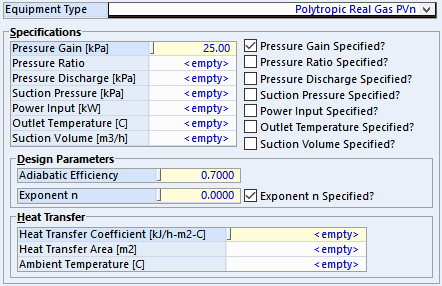 Equipment Type Polytropic Real Gas PVn
Specifications
Pressure Gain [kPa] 25.00 Pressure Gain Specified?
Pressure Ratio <empty> Pressure Ratio Specified?
Pressure Discharge [kPa] <empty> Pressure Discharge Specified?
Suction Pressure [kPa] <empty> Suction Pressure Specified?
Power Input [kW] <empty> Power Input Specified?
Outlet Temperature [C] <empty> Outlet Temperature Specified?
Suction Volume [m3/h] <empty> Suction Volume Specified?
Design Parameters
Adiabatic Efficiency 0.7000
Exponent n 0.0000 Exponent n Specified?
Heat Transfer
Heat Transfer Coefficient [kJ/h-m2-C] <empty>
Heat Transfer Area [m2] <empty>
Ambient Temperature [C] <empty>